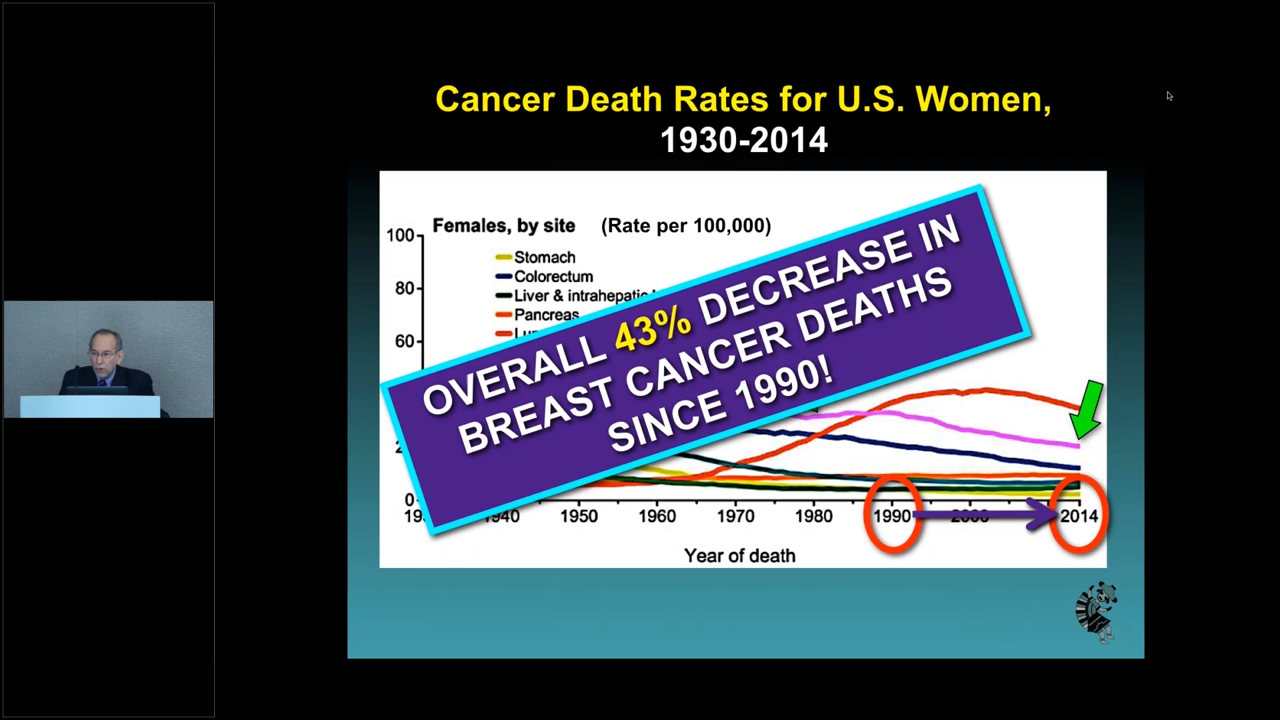 Cancer Death Rates for U.S. Women,
1930-2014
Females, by site (Rate per 100,000)
100
Stomach
80
Colorectum
Liver & intrahepatic
Pancreas
60
OVERALL 43% DECREASE IN
BREAST CANCER DEATHS
SINCE 1990!
0
1940 1950 1960 1970 1980 1990 2000 2014
Year of death